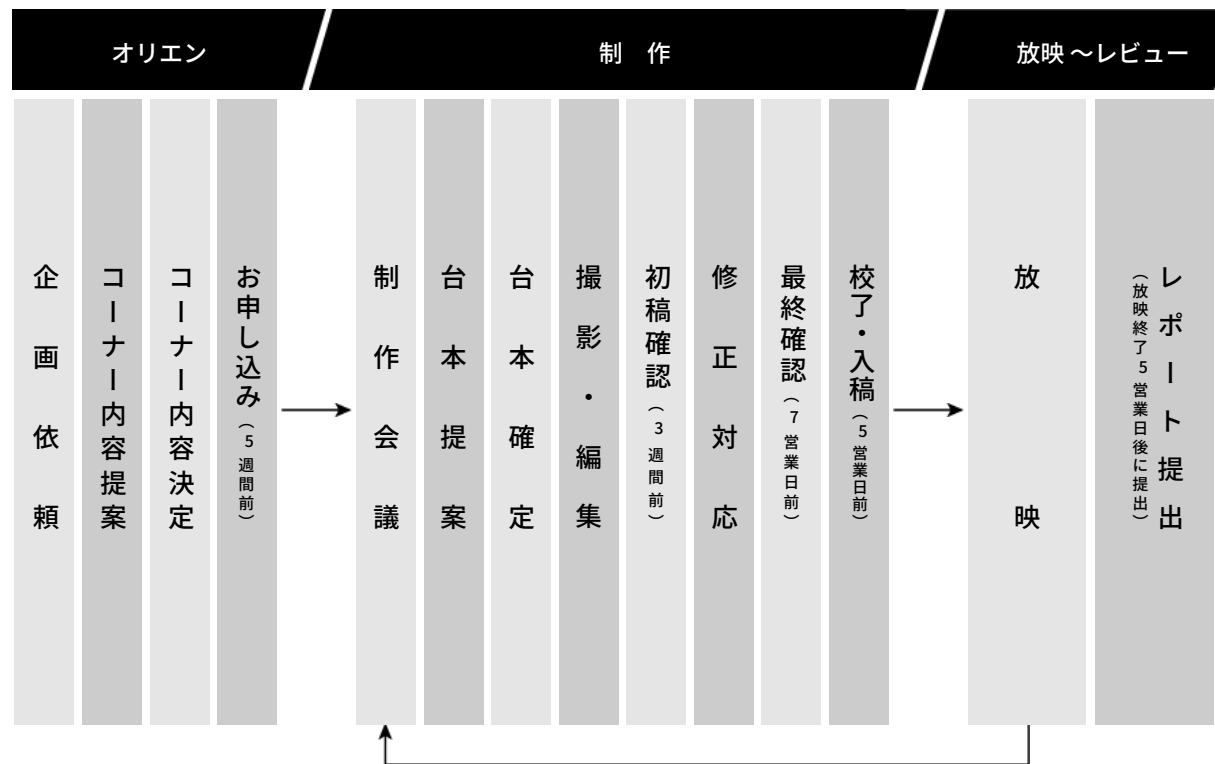 オリエン
制 作
放映 ～レビュー
企画依頼
コーナー内容提案
コーナー内容決定
お申し込み（5週間前）
制作会議
台本提案
台本確定
撮影・編集
初稿確認（3週間前）
修正対応
最終確認（7営業日前）
校了・入稿（5営業日前）
放映
レポート提出
（放映終了5営業日後に提出）